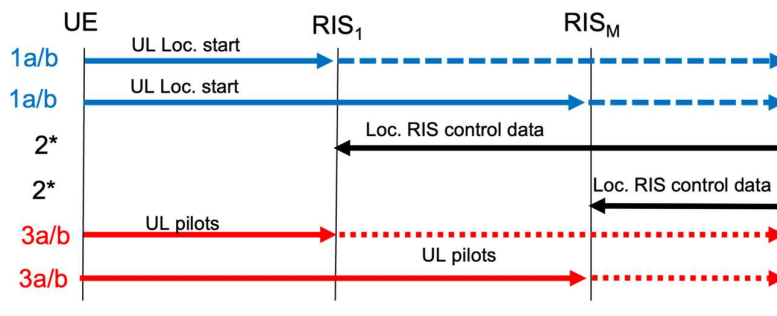 UE RIS₁ RIS_M
1a/b UL Loc. start
1a/b UL Loc. start
2* Loc. RIS control data
2* Loc. RIS control data
3a/b UL pilots
3a/b UL pilots